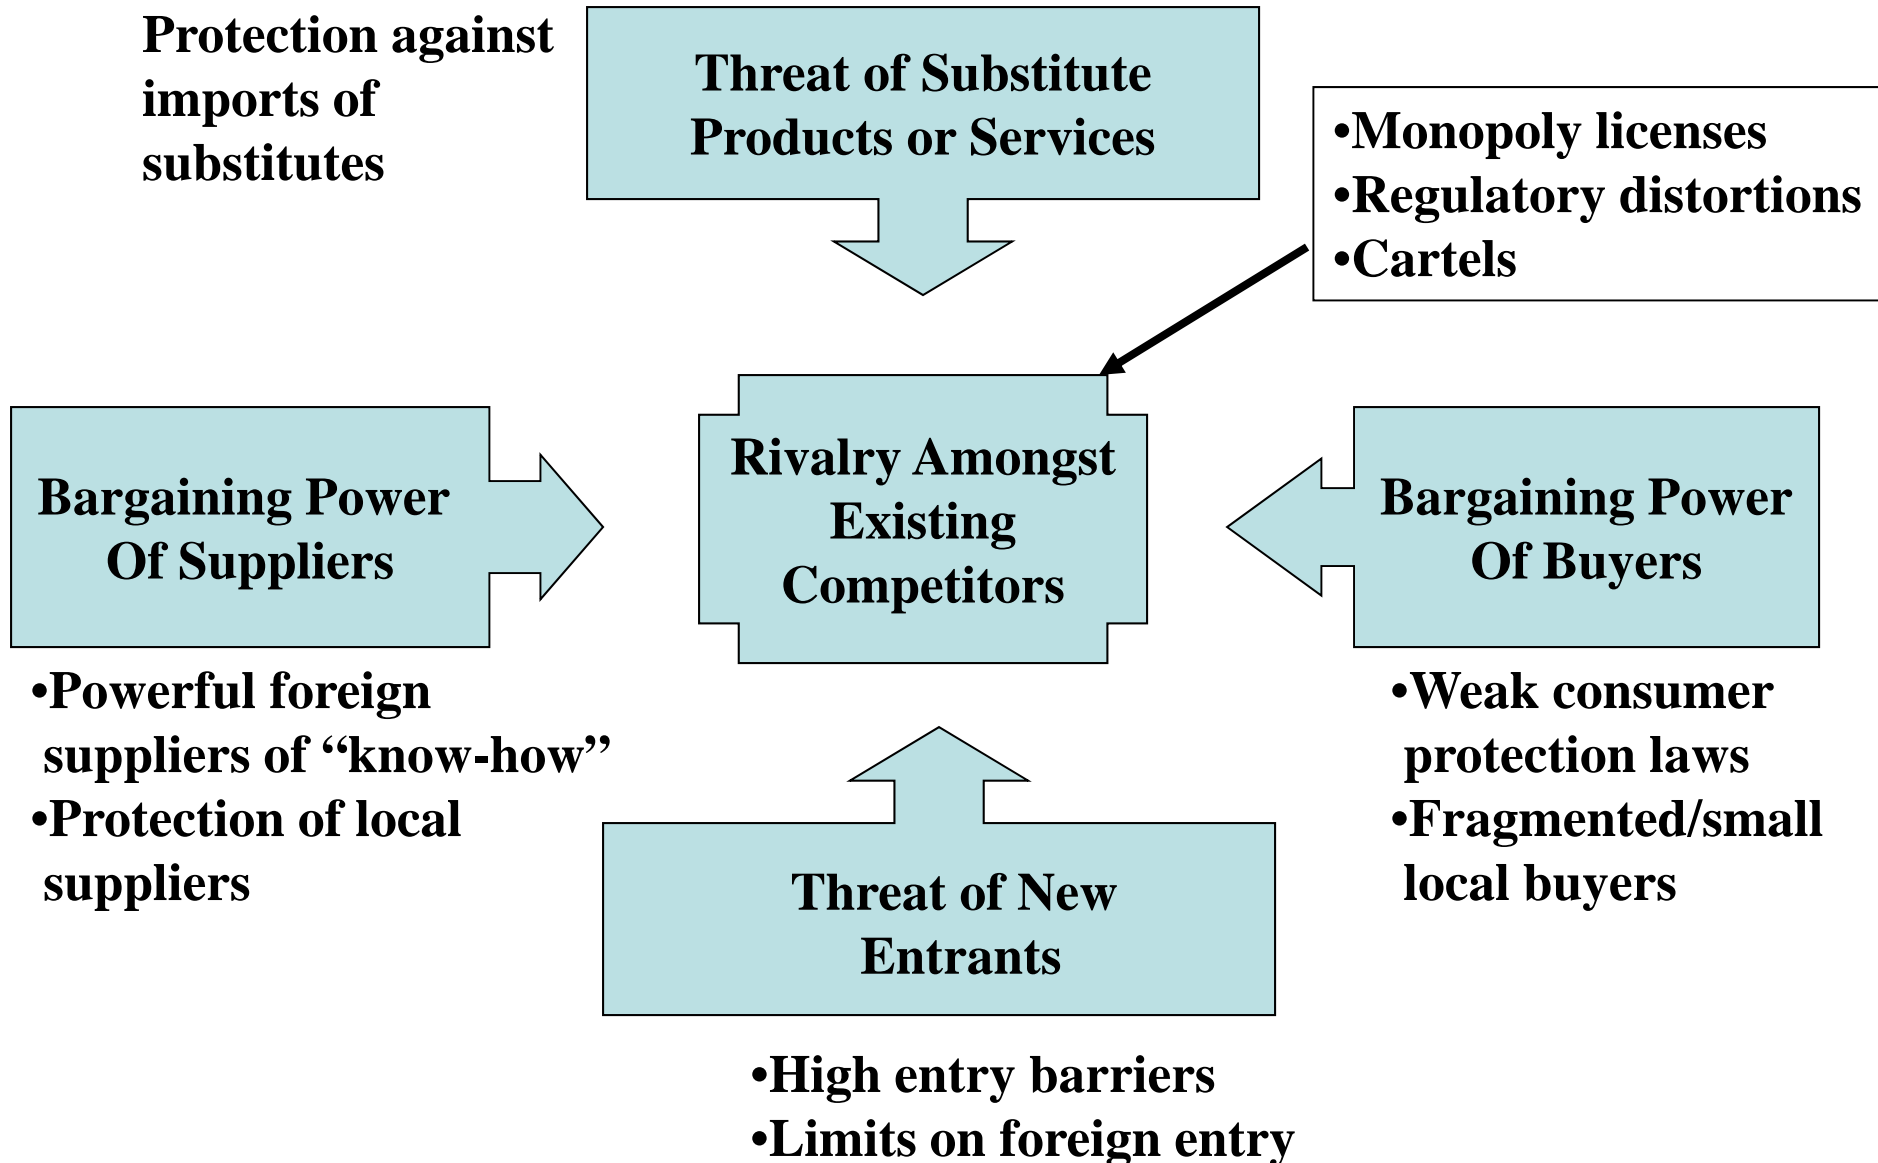 Protection against
imports of
substitutes
Threat of Substitute
Products or Services
•Monopoly licenses
•Regulatory distortions
•Cartels
Bargaining Power
Of Suppliers
Rivalry Amongst
Existing
Competitors
Bargaining Power
Of Buyers
•Powerful foreign
suppliers of “know-how”
•Protection of local
suppliers
•Weak consumer
protection laws
•Fragmented/small
local buyers
Threat of New
Entrants
•High entry barriers
•Limits on foreign entry